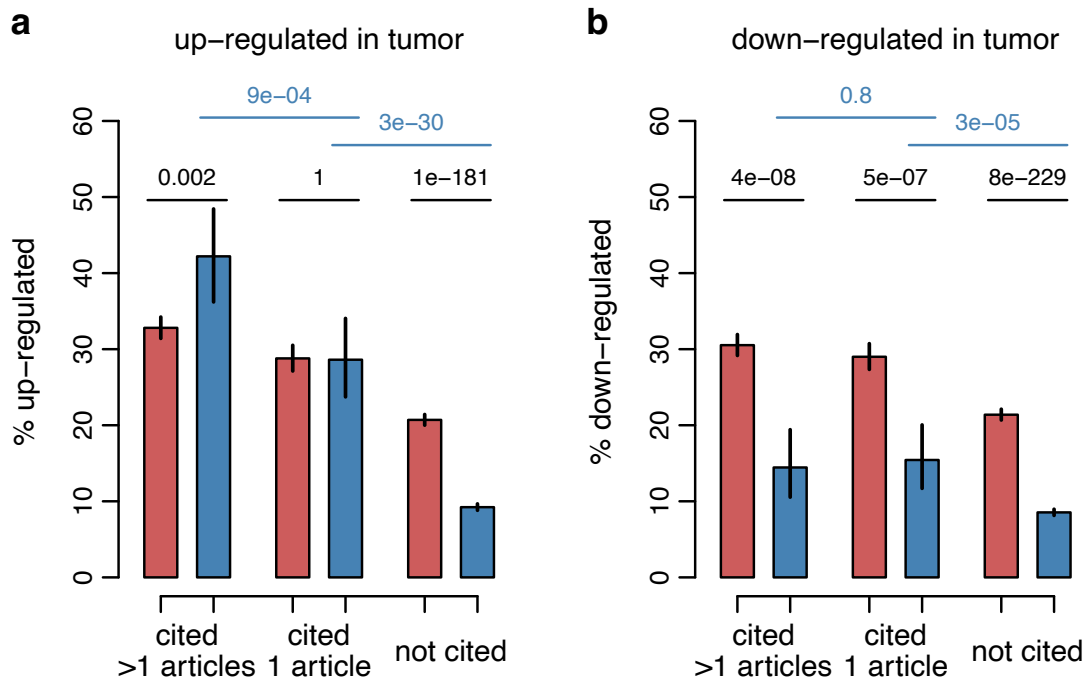 a
up−regulated in tumor
9e−04
3e−30
0.002
1
1e−181
60
50
40
30
20
10
0
% up−regulated
cited
>1 articles
cited
1 article
not cited
b
down−regulated in tumor
0.8
3e−05
4e−08
5e−07
8e−229
60
50
40
30
20
10
0
% down−regulated
cited
>1 articles
cited
1 article
not cited